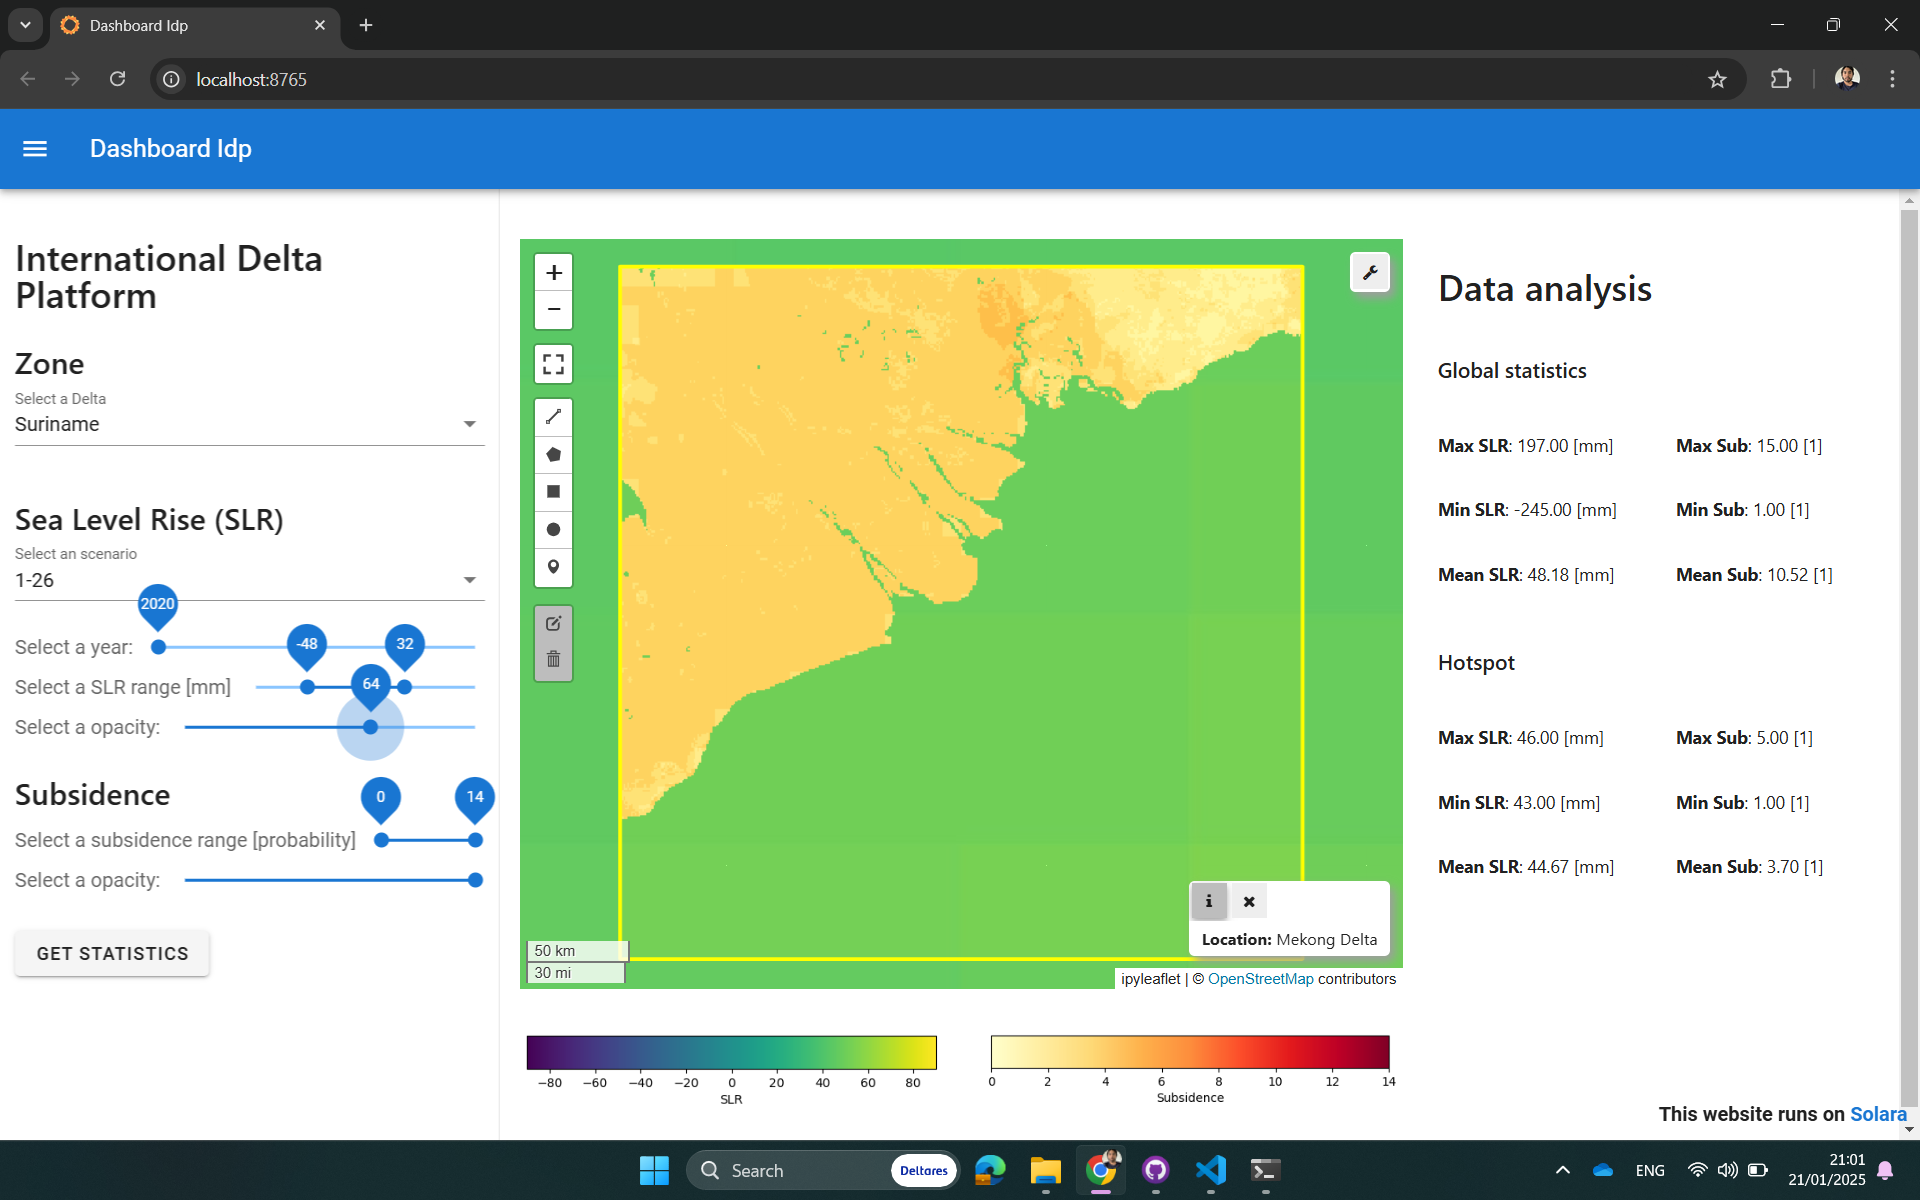 Dashboard Idp
localhost:8765
Dashboard Idp
International Delta
Platform
Zone
Select a Delta
Suriname
Sea Level Rise (SLR)
Select an scenario
1-26
2020
Select a year:
-48
32
Select a SLR range [mm]
64
Select a opacity:
Subsidence
0
14
Select a subsidence range [probability]
Select a opacity:
GET STATISTICS
+
−
50 km
30 mi
i
Location: Mekong Delta
ipyleaflet | © OpenStreetMap contributors
−80 −60 −40 −20 0 20 40 60 80
SLR
0 2 4 6 8 10 12 14
Subsidence
Data analysis
Global statistics
Max SLR: 197.00 [mm] Max Sub: 15.00 [1]
Min SLR: -245.00 [mm] Min Sub: 1.00 [1]
Mean SLR: 48.18 [mm] Mean Sub: 10.52 [1]
Hotspot
Max SLR: 46.00 [mm] Max Sub: 5.00 [1]
Min SLR: 43.00 [mm] Min Sub: 1.00 [1]
Mean SLR: 44.67 [mm] Mean Sub: 3.70 [1]
This website runs on Solara
Search
Deltares
ENG
21:01
21/01/2025